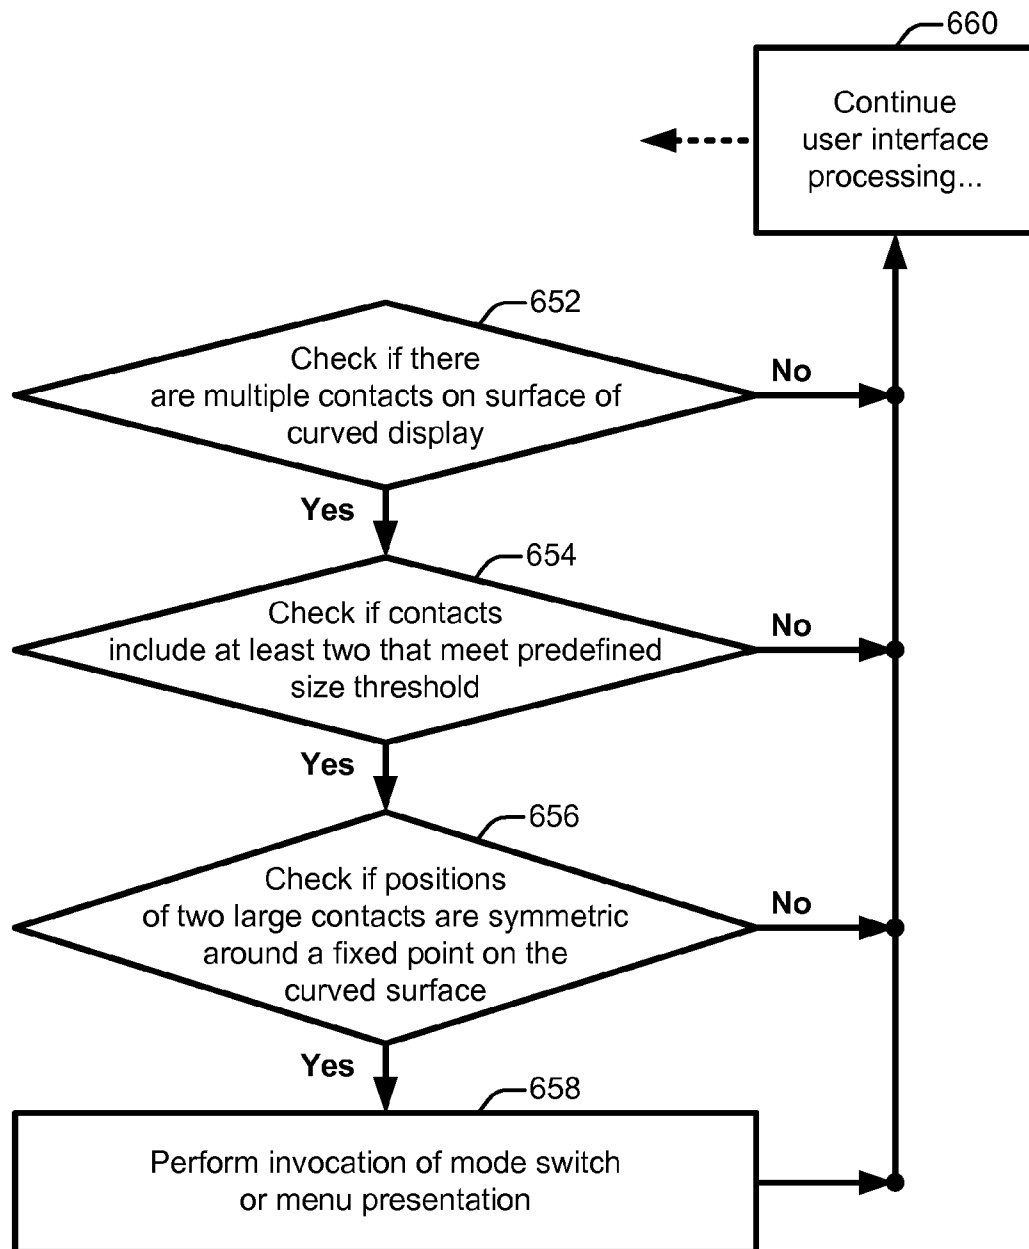 660
Continue
user interface
processing...
652
Check if there
are multiple contacts on surface of
curved display
No
Yes
654
Check if contacts
include at least two that meet predefined
size threshold
No
Yes
656
Check if positions
of two large contacts are symmetric
around a fixed point on the
curved surface
No
Yes
658
Perform invocation of mode switch
or menu presentation